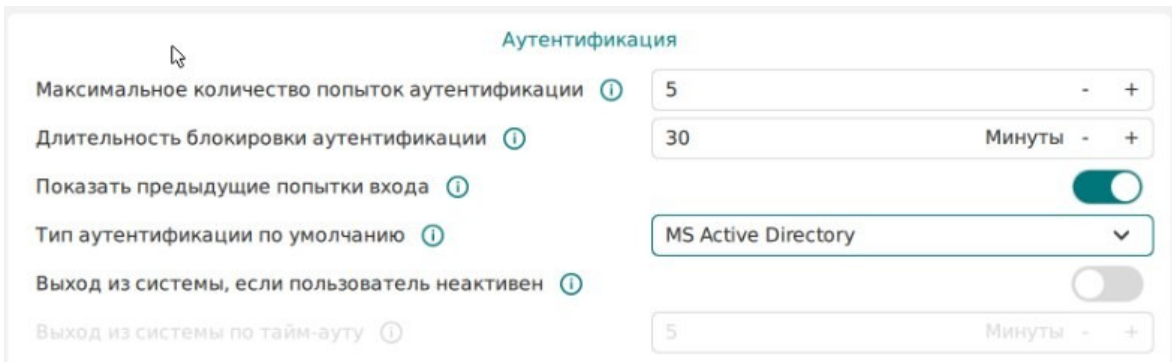 Аутентификация
Максимальное количество попыток аутентификации 5 - +
Длительность блокировки аутентификации 30 Минуты - +
Показать предыдущие попытки входа
Тип аутентификации по умолчанию MS Active Directory
Выход из системы, если пользователь неактивен
Выход из системы по тайм-ауту 5 Минуты - +